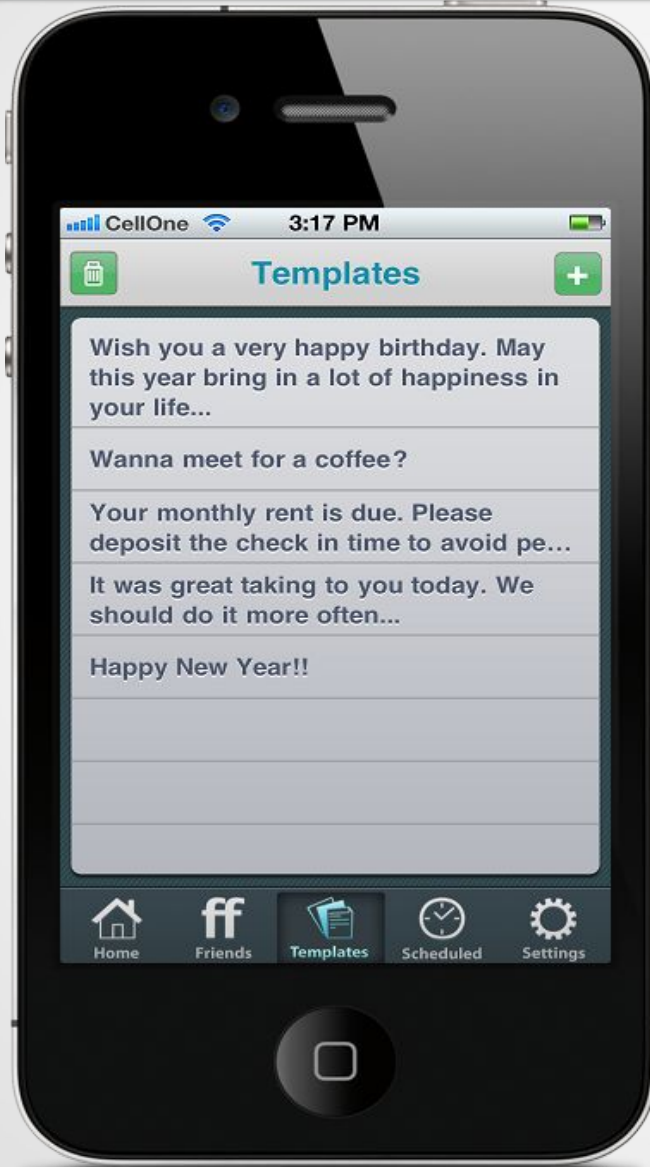 CellOne 3:17 PM
Templates
Wish you a very happy birthday. May
this year bring in a lot of happiness in
your life...
Wanna meet for a coffee?
Your monthly rent is due. Please
deposit the check in time to avoid pe...
It was great taking to you today. We
should do it more often...
Happy New Year!!
ff
Home Friends Templates Scheduled Settings